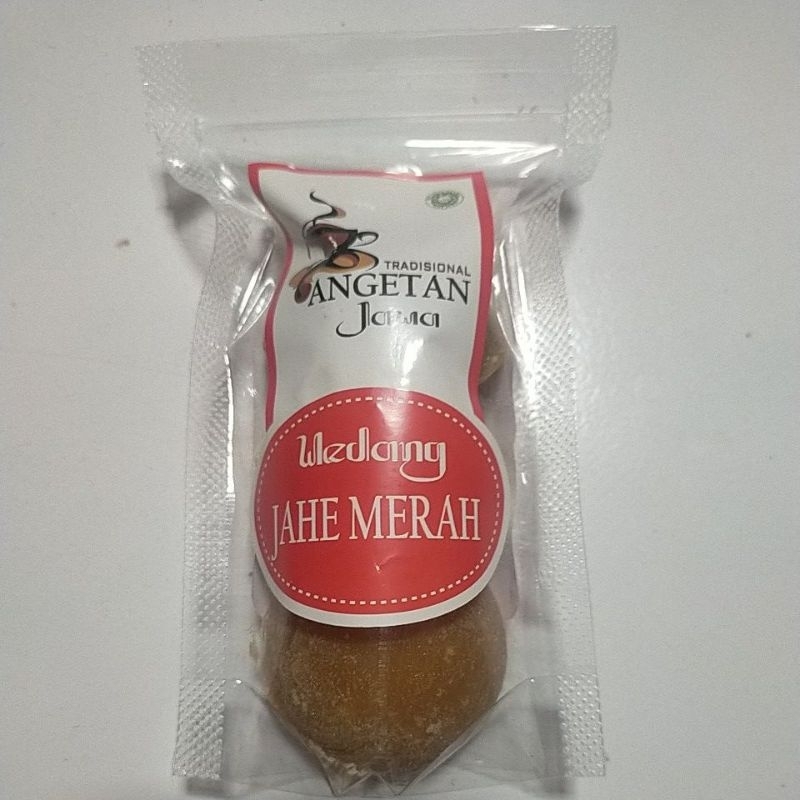 TRADISIONAL
ANGETAN
Jawa
Wedang
JAHE MERAH